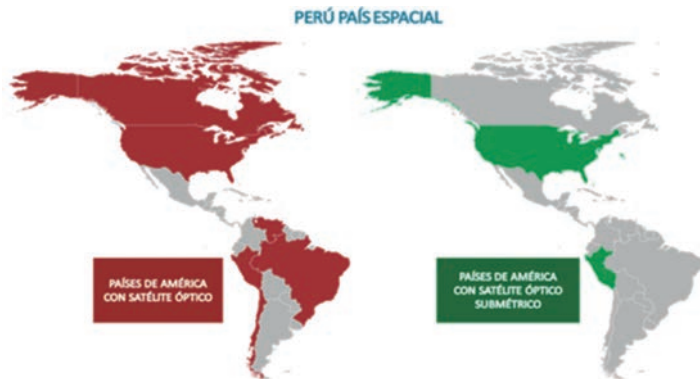 PERÚ PAÍS ESPACIAL
PAÍSES DE AMÉRICA
CON SATÉLITE ÓPTICO
PAÍSES DE AMÉRICA
CON SATÉLITE ÓPTICO
SUBMÉTRICO